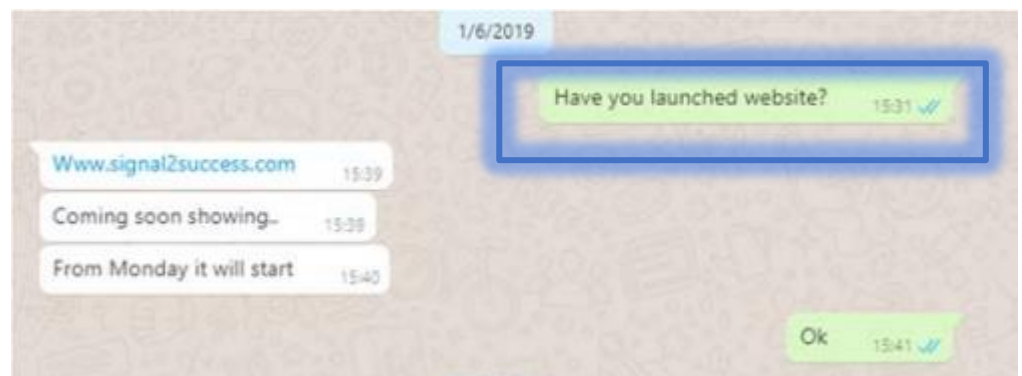 1/6/2019
Have you launched website? 15:31
Www.signal2success.com 15:39
Coming soon showing.. 15:39
From Monday it will start 15:40
Ok 15:41